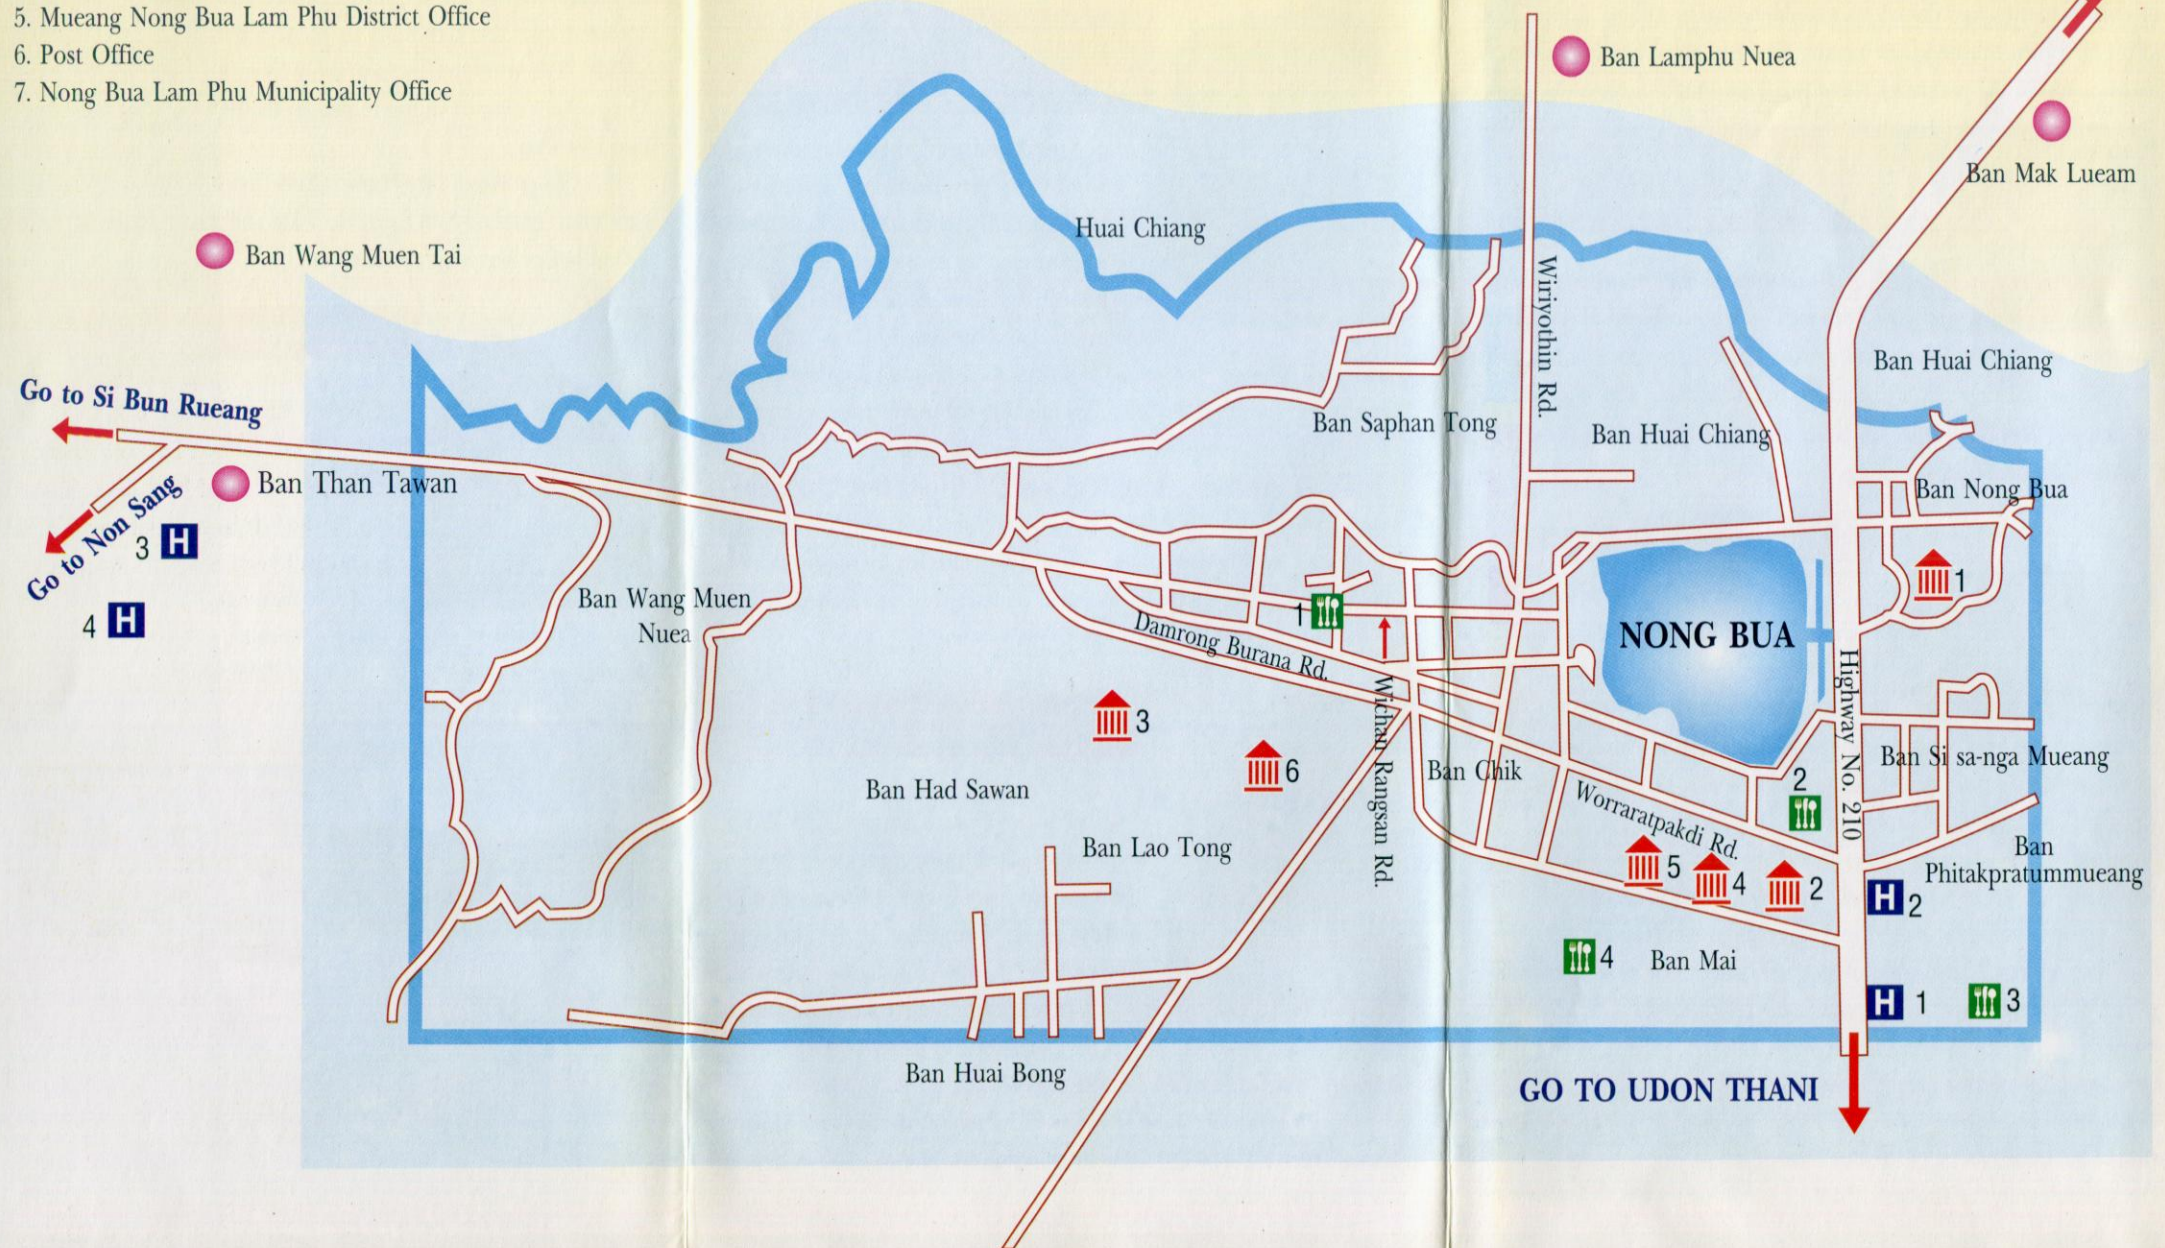 5. Mueang Nong Bua Lam Phu District Office
6. Post Office
7. Nong Bua Lam Phu Municipality Office
Ban Lamphu Nuea
Ban Mak Lueam
Huai Chiang
Ban Wang Muen Tai
Wiriyothin Rd.
Ban Huai Chiang
Go to Si Bun Rueang
Ban Saphan Tong
Ban Huai Chiang
Ban Than Tawan
Ban Nong Bua
Go to Non Sang
3 H
4 H
1
Ban Wang Muen
Nuea
1
Damrong Burana Rd.
NONG BUA
Highway No. 210
Wichan Rangsan Rd.
3
6
Ban Chik
Ban Si sa-nga Mueang
2
Ban Had Sawan
Worraratpakdi Rd.
Ban Lao Tong
Ban
Phitakpratummueang
5
4
2
H 2
4
Ban Mai
H 1
3
Ban Huai Bong
GO TO UDON THANI